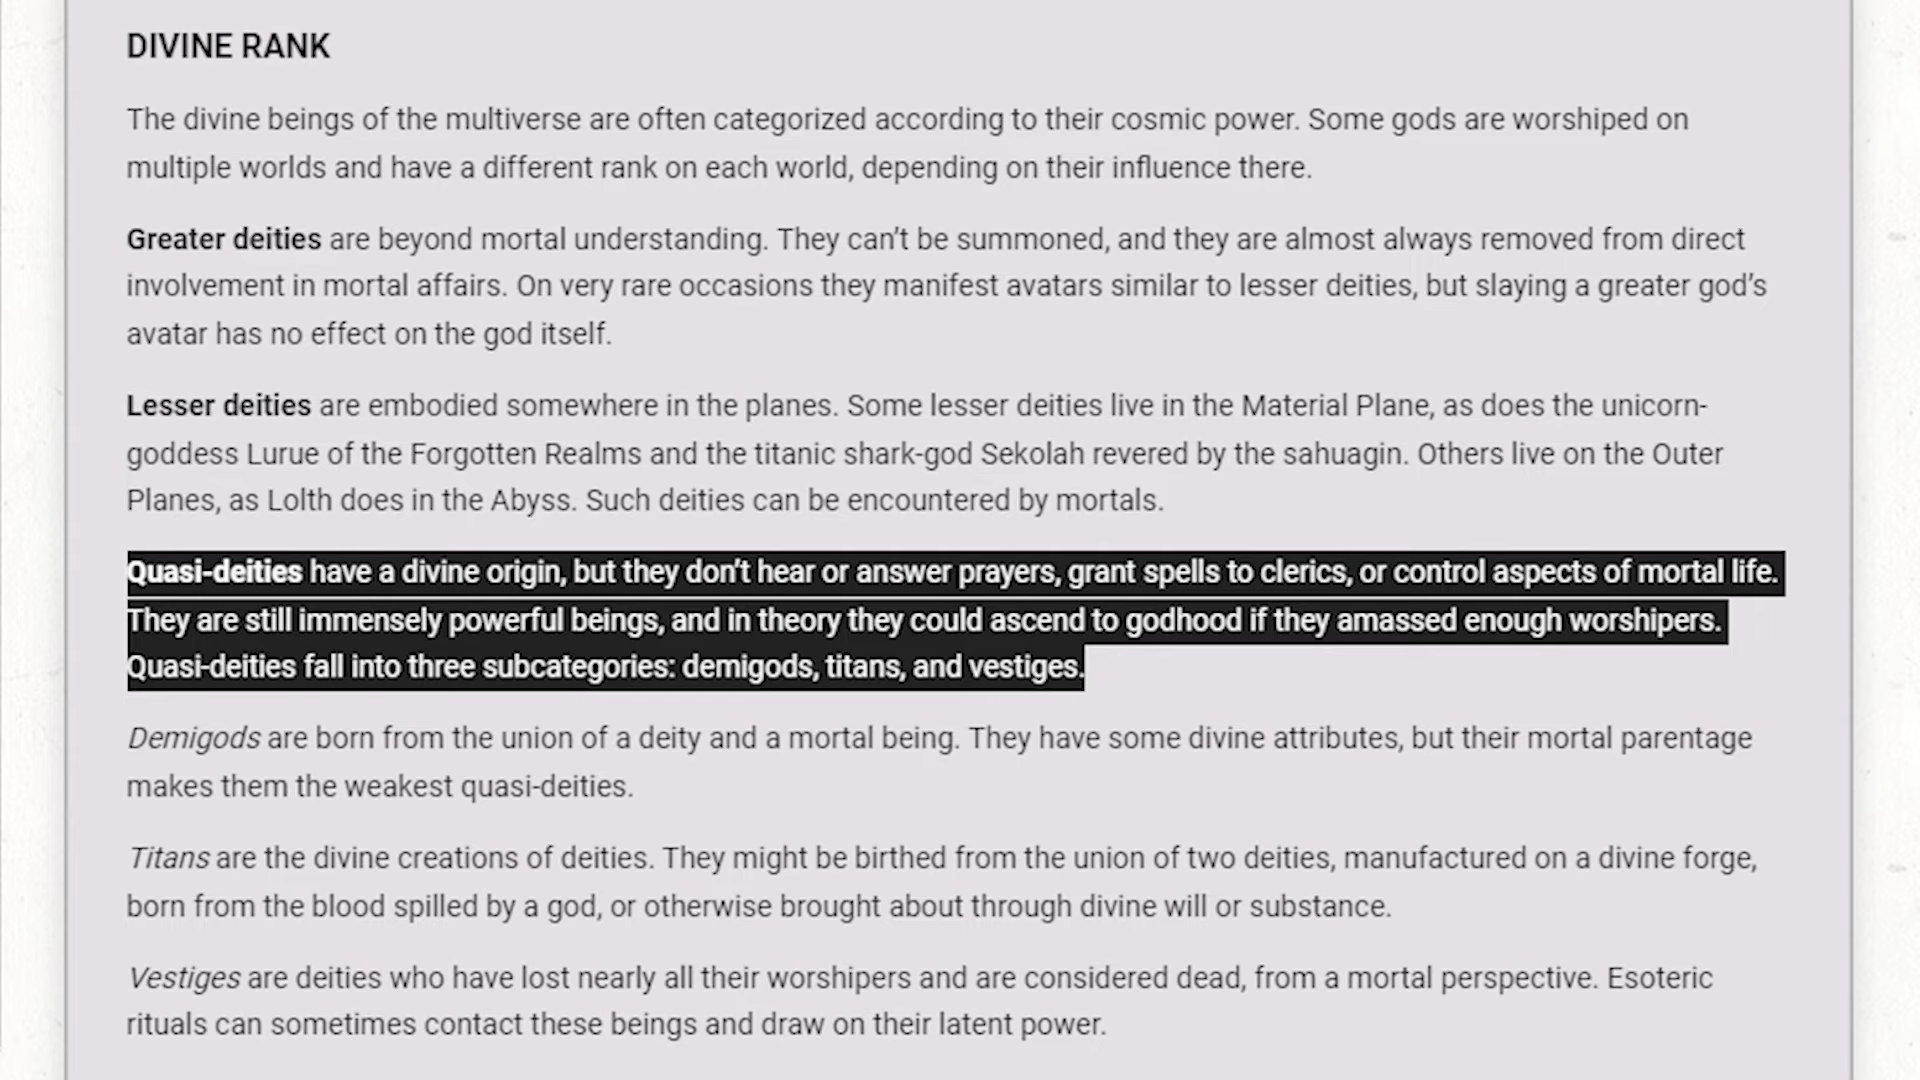 DIVINE RANK
The divine beings of the multiverse are often categorized according to their cosmic power. Some gods are worshiped on
multiple worlds and have a different rank on each world, depending on their influence there.
Greater deities are beyond mortal understanding. They can’t be summoned, and they are almost always removed from direct
involvement in mortal affairs. On very rare occasions they manifest avatars similar to lesser deities, but slaying a greater god’s
avatar has no effect on the god itself.
Lesser deities are embodied somewhere in the planes. Some lesser deities live in the Material Plane, as does the unicorn-
goddess Lurue of the Forgotten Realms and the titanic shark-god Sekolah revered by the sahuagin. Others live on the Outer
Planes, as Lolth does in the Abyss. Such deities can be encountered by mortals.
Quasi-deities have a divine origin, but they don’t hear or answer prayers, grant spells to clerics, or control aspects of mortal life.
They are still immensely powerful beings, and in theory they could ascend to godhood if they amassed enough worshipers.
Quasi-deities fall into three subcategories: demigods, titans, and vestiges.
Demigods are born from the union of a deity and a mortal being. They have some divine attributes, but their mortal parentage
makes them the weakest quasi-deities.
Titans are the divine creations of deities. They might be birthed from the union of two deities, manufactured on a divine forge,
born from the blood spilled by a god, or otherwise brought about through divine will or substance.
Vestiges are deities who have lost nearly all their worshipers and are considered dead, from a mortal perspective. Esoteric
rituals can sometimes contact these beings and draw on their latent power.